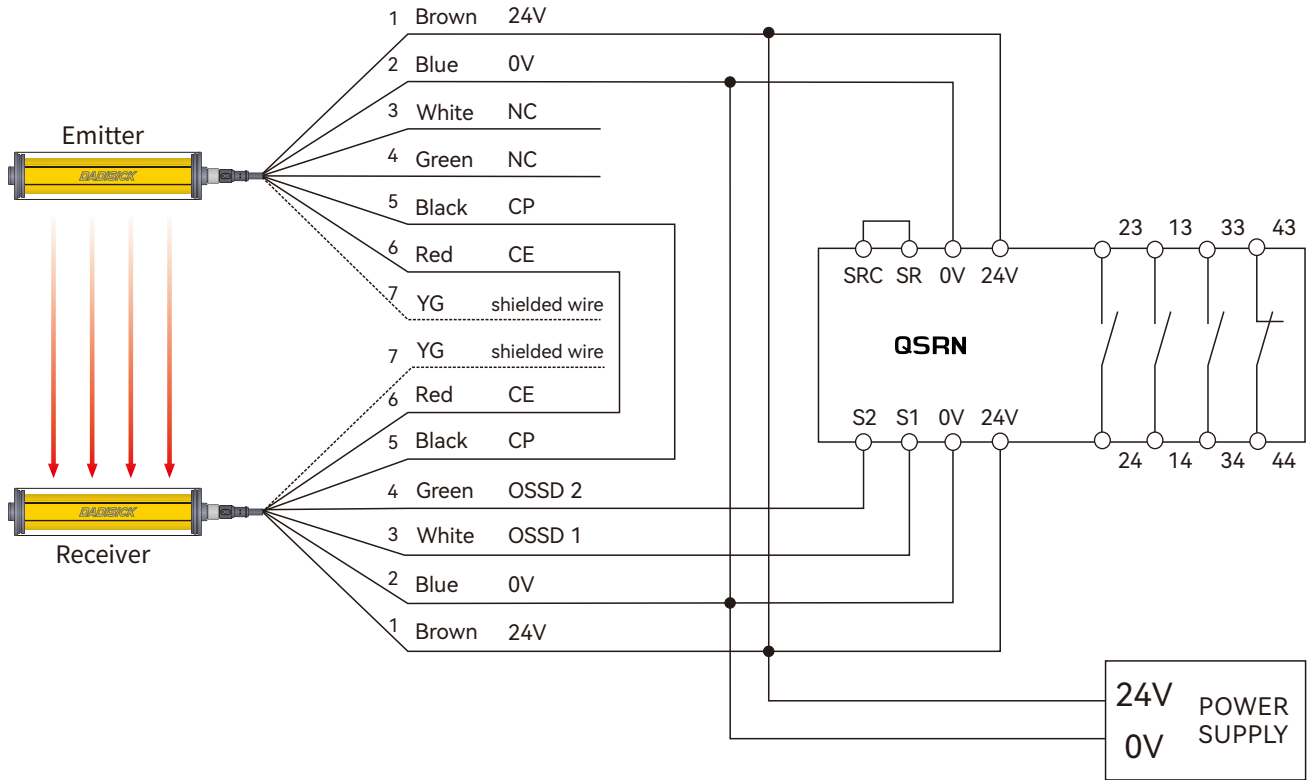 1 Brown 24V
2 Blue 0V
3 White NC
4 Green NC
5 Black CP
6 Red CE
7 YG shielded wire
Emitter
DADISICK
7 YG shielded wire
6 Red CE
5 Black CP
4 Green OSSD 2
3 White OSSD 1
2 Blue 0V
1 Brown 24V
DADISICK
Receiver
23 13 33 43
SRC SR 0V 24V
QSRN
S2 S1 0V 24V
24 14 34 44
24V
0V
POWER
SUPPLY